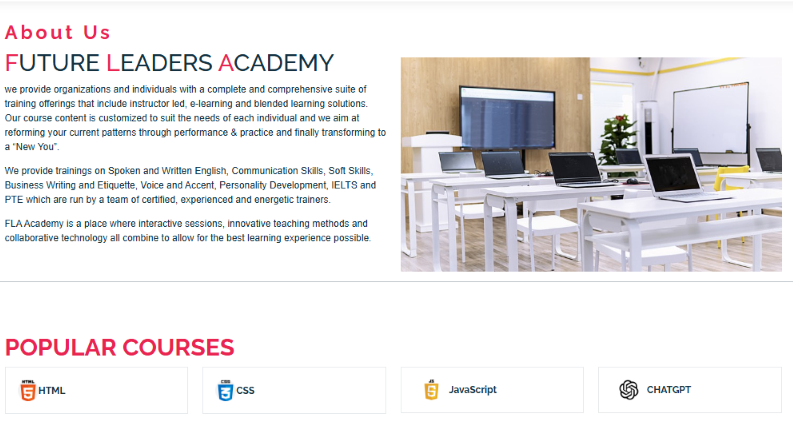 About Us
FUTURE LEADERS ACADEMY
we provide organizations and individuals with a complete and comprehensive suite of
training offerings that include instructor led, e-learning and blended learning solutions.
Our course content is customized to suit the needs of each individual and we aim at
reforming your current patterns through performance & practice and finally transforming to
a “New You”.
We provide trainings on Spoken and Written English, Communication Skills, Soft Skills,
Business Writing and Etiquette, Voice and Accent, Personality Development, IELTS and
PTE which are run by a team of certified, experienced and energetic trainers.
FLA Academy is a place where interactive sessions, innovative teaching methods and
collaborative technology all combine to allow for the best learning experience possible.
POPULAR COURSES
HTML 5 HTML
CSS 3 CSS
JS 5 JavaScript
CHATGPT